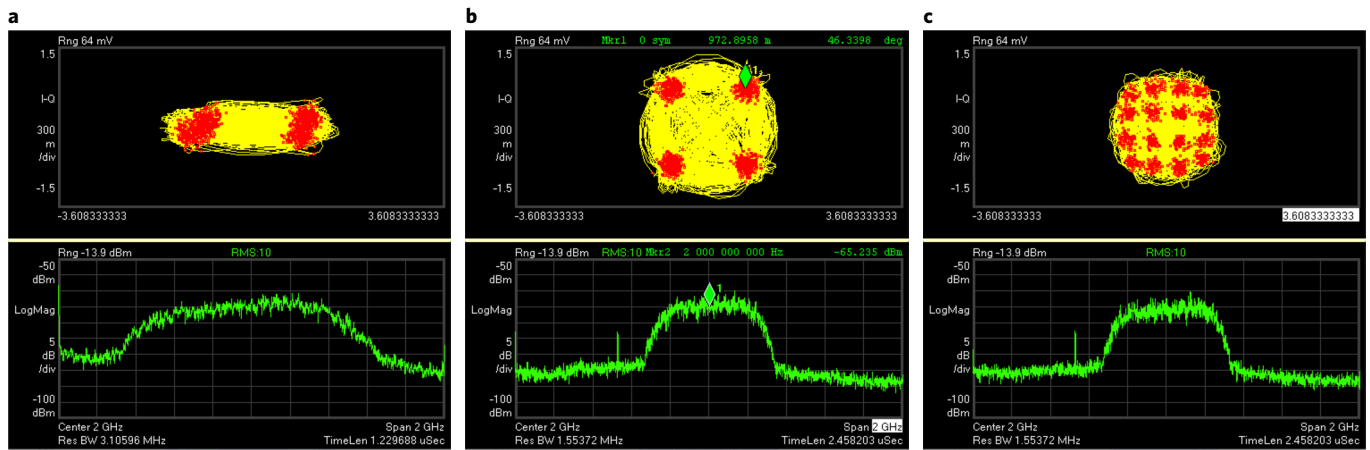 a
Rng 64 mV
1.5
I-Q
300
m
/div
-1.5
-3.608333333 3.6083333333
Rng -13.9 dBm RMS:10
-50
dBm
LogMag
5
dB
/div
-100
dBm
Center 2 GHz Span 2 GHz
Res BW 3.10596 MHz TimeLen 1.229688 uSec
b
Rng 64 mV Mkr1 0 sym 972.8958 m 46.3398 deg
1.5
1
I-Q
300
m
/div
-1.5
-3.608333333 3.6083333333
Rng -13.9 dBm RMS:10 Mkr2 2 000 000 000 Hz -65.235 dBm
-50
dBm
1
LogMag
5
dB
/div
-100
dBm
Center 2 GHz Span 2 GHz
Res BW 1.55372 MHz TimeLen 2.458203 uSec
c
Rng 64 mV
1.5
I-Q
300
m
/div
-1.5
-3.608333333 3.6083333333
Rng -13.9 dBm RMS:10
-50
dBm
LogMag
5
dB
/div
-100
dBm
Center 2 GHz Span 2 GHz
Res BW 1.55372 MHz TimeLen 2.458203 uSec